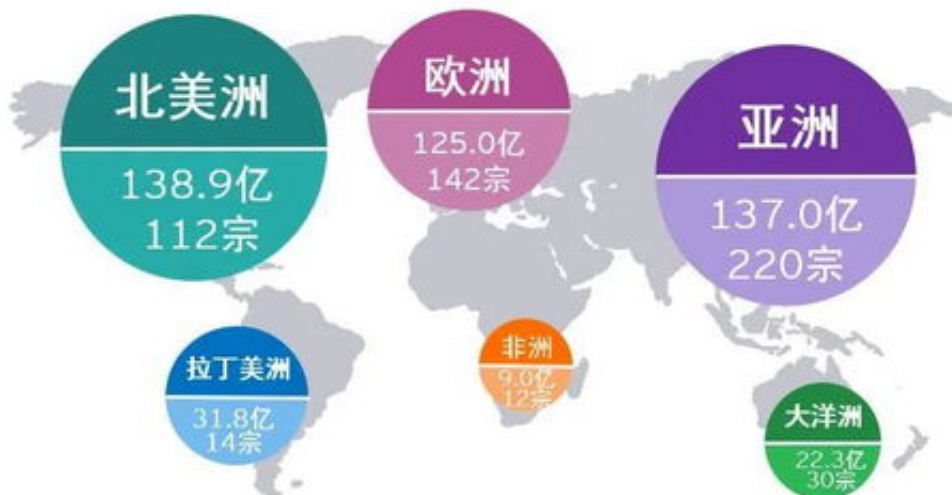 北美洲
138.9亿
112宗
欧洲
125.0亿
142宗
亚洲
137.0亿
220宗
拉丁美洲
31.8亿
14宗
非洲
9.0亿
12宗
大洋洲
22.3亿
30宗